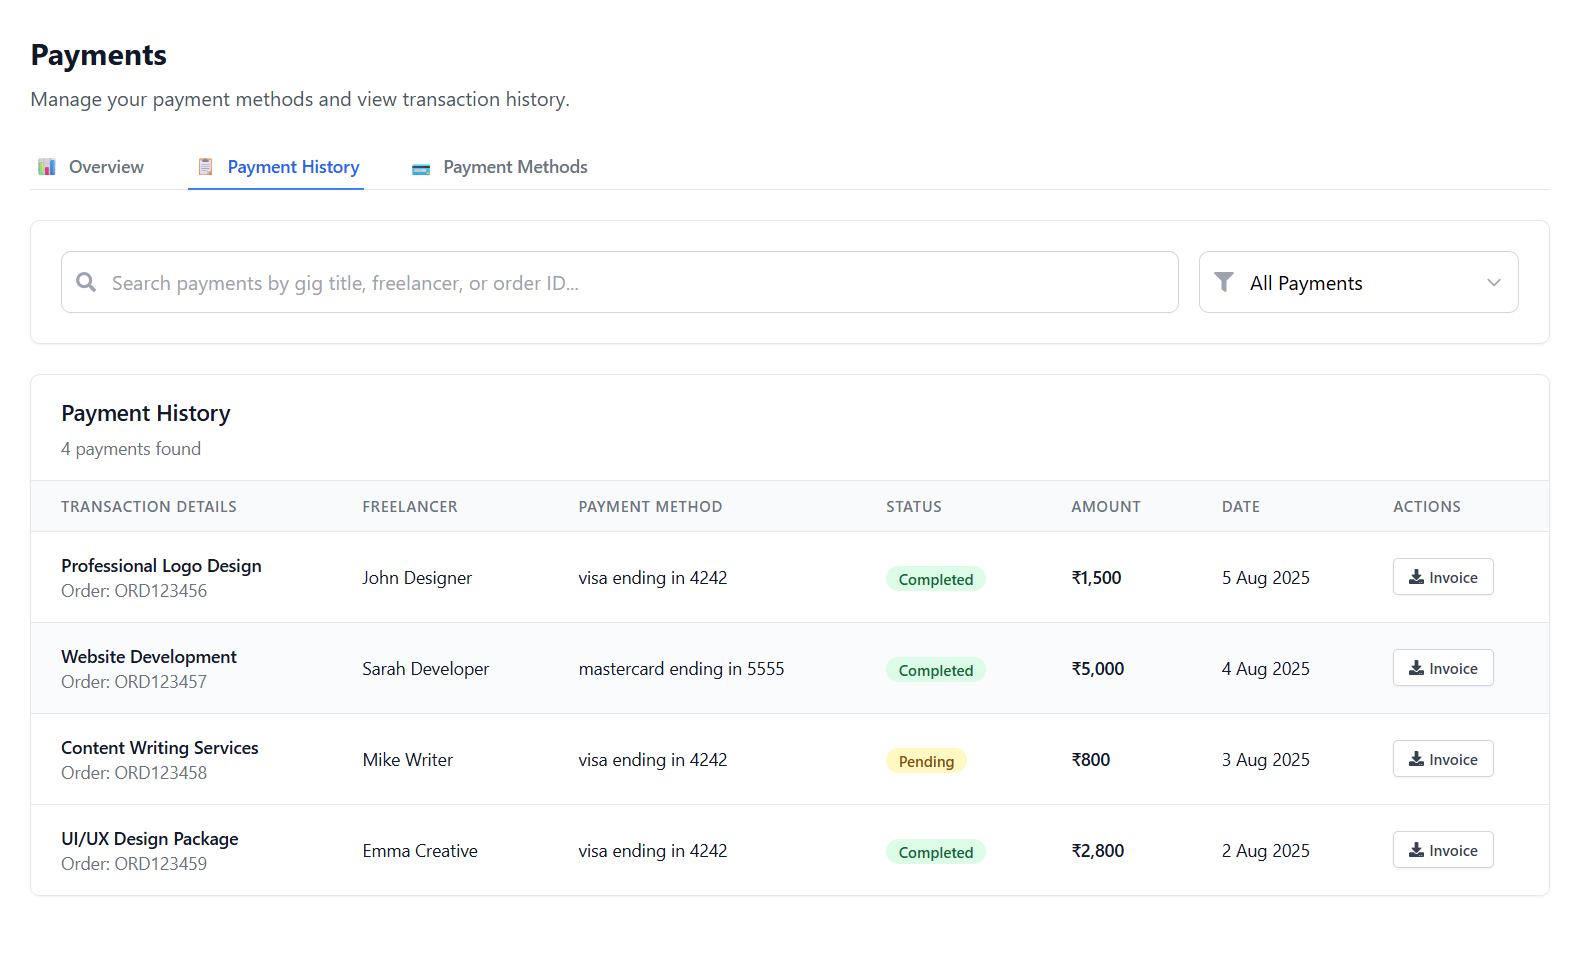 Payments
Manage your payment methods and view transaction history.
Overview Payment History Payment Methods
Search payments by gig title, freelancer, or order ID... All Payments
Payment History
4 payments found
TRANSACTION DETAILS FREELANCER PAYMENT METHOD STATUS AMOUNT DATE ACTIONS
Professional Logo Design
Order: ORD123456
John Designer visa ending in 4242 Completed ₹1,500 5 Aug 2025 Invoice
Website Development
Order: ORD123457
Sarah Developer mastercard ending in 5555 Completed ₹5,000 4 Aug 2025 Invoice
Content Writing Services
Order: ORD123458
Mike Writer visa ending in 4242 Pending ₹800 3 Aug 2025 Invoice
UI/UX Design Package
Order: ORD123459
Emma Creative visa ending in 4242 Completed ₹2,800 2 Aug 2025 Invoice